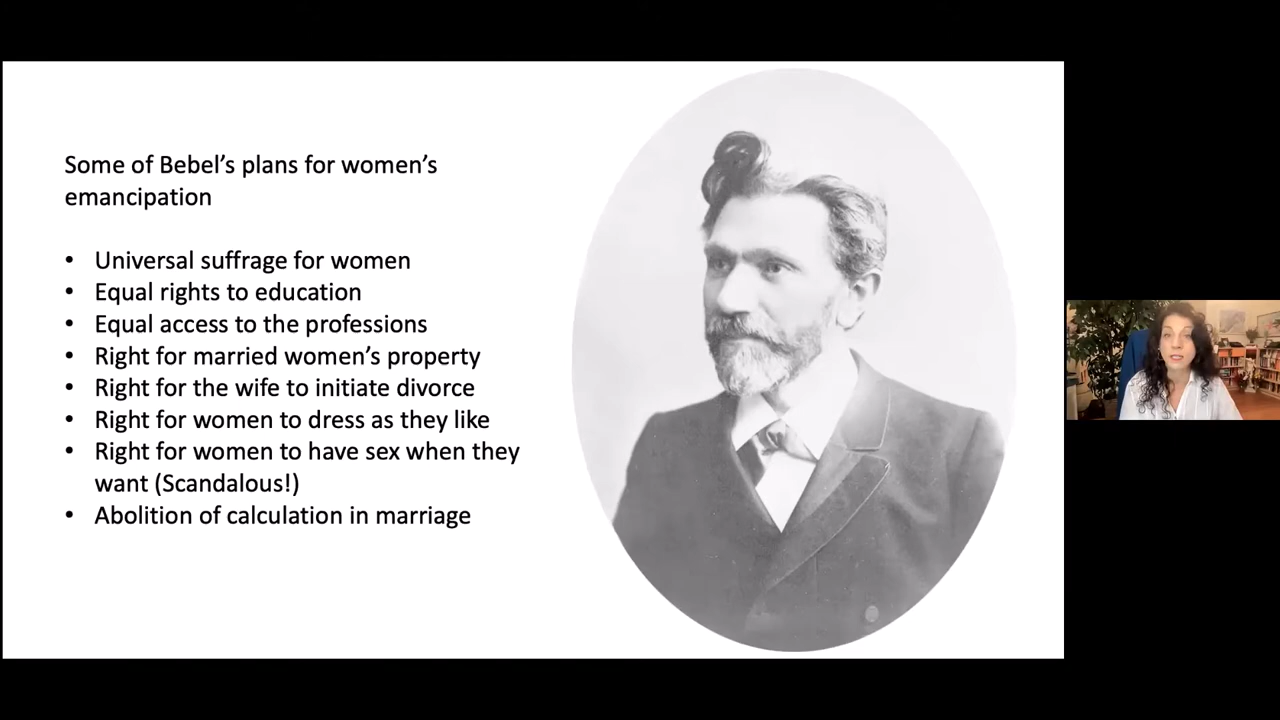 Some of Bebel’s plans for women’s
emancipation
• Universal suffrage for women
• Equal rights to education
• Equal access to the professions
• Right for married women’s property
• Right for the wife to initiate divorce
• Right for women to dress as they like
• Right for women to have sex when they
want (Scandalous!)
• Abolition of calculation in marriage